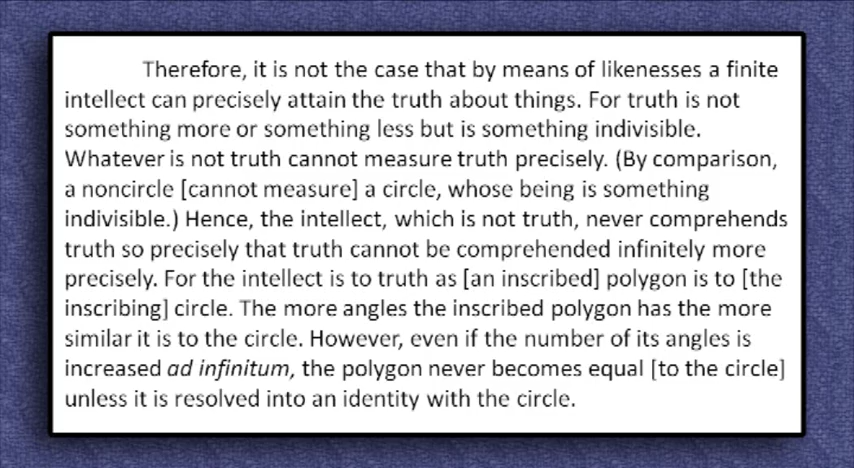 Therefore, it is not the case that by means of likenesses a finite
intellect can precisely attain the truth about things. For truth is not
something more or something less but is something indivisible.
Whatever is not truth cannot measure truth precisely. (By comparison,
a noncircle [cannot measure] a circle, whose being is something
indivisible.) Hence, the intellect, which is not truth, never comprehends
truth so precisely that truth cannot be comprehended infinitely more
precisely. For the intellect is to truth as [an inscribed] polygon is to [the
inscribing] circle. The more angles the inscribed polygon has the more
similar it is to the circle. However, even if the number of its angles is
increased ad infinitum, the polygon never becomes equal [to the circle]
unless it is resolved into an identity with the circle.